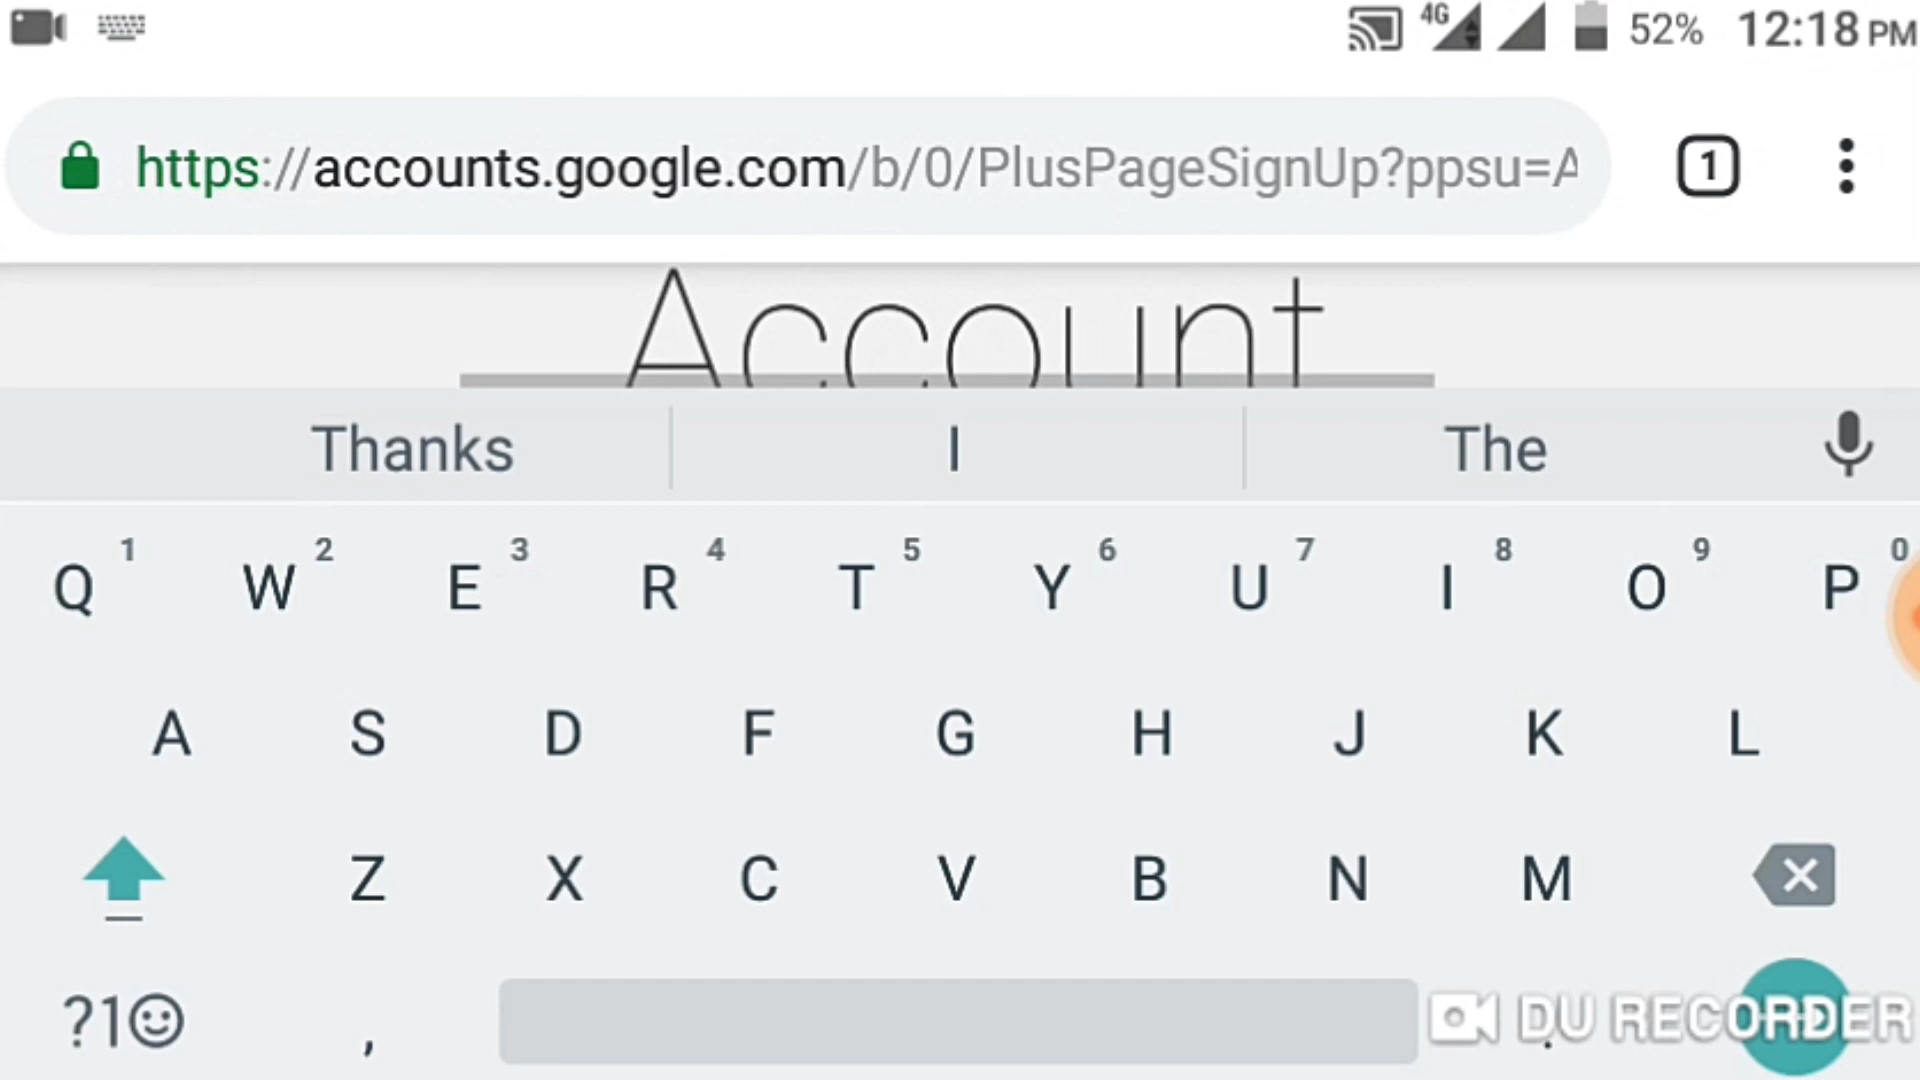 4G 52% 12:18 PM
https://accounts.google.com/b/0/PlusPageSignUp?ppsu=A
1
Account
Thanks I The
1 2 3 4 5 6 7 8 9 0
Q W E R T Y U I O P
A S D F G H J K L
Z X C V B N M
?1☺ , .
DU RECORDER